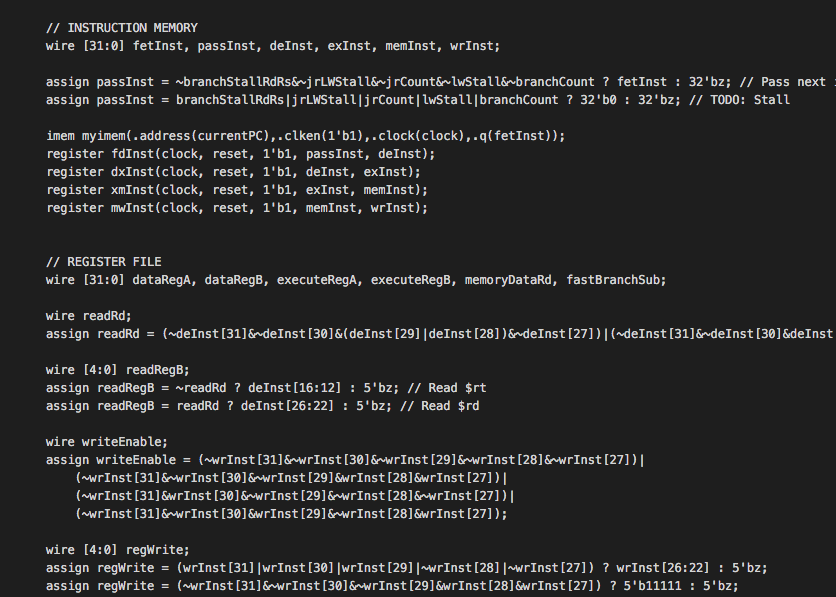 // INSTRUCTION MEMORY
wire [31:0] fetInst, passInst, deInst, exInst, memInst, wrInst;
assign passInst = ~branchStallRdRs&~jrLWStall&~jrCount&~lwStall&~branchCount ? fetInst : 32'bz; // Pass next
assign passInst = branchStallRdRs|jrLWStall|jrCount|lwStall|branchCount ? 32'b0 : 32'bz; // TODO: Stall
imem myimem(.address(currentPC),.clken(1'b1),.clock(clock),.q(fetInst));
register fdInst(clock, reset, 1'b1, passInst, deInst);
register dxInst(clock, reset, 1'b1, deInst, exInst);
register xmInst(clock, reset, 1'b1, exInst, memInst);
register mwInst(clock, reset, 1'b1, memInst, wrInst);
// REGISTER FILE
wire [31:0] dataRegA, dataRegB, executeRegA, executeRegB, memoryDataRd, fastBranchSub;
wire readRd;
assign readRd = (~deInst[31]&~deInst[30]&(deInst[29]|deInst[28])&~deInst[27])|(~deInst[31]&~deInst[30]&deInst
wire [4:0] readRegB;
assign readRegB = ~readRd ? deInst[16:12] : 5'bz; // Read $rt
assign readRegB = readRd ? deInst[26:22] : 5'bz; // Read $rd
wire writeEnable;
assign writeEnable = (~wrInst[31]&~wrInst[30]&~wrInst[29]&~wrInst[28]&~wrInst[27])|
(~wrInst[31]&~wrInst[30]&~wrInst[29]&wrInst[28]&wrInst[27])|
(~wrInst[31]&wrInst[30]&~wrInst[29]&~wrInst[28]&~wrInst[27])|
(~wrInst[31]&~wrInst[30]&wrInst[29]&~wrInst[28]&wrInst[27]);
wire [4:0] regWrite;
assign regWrite = (wrInst[31]|wrInst[30]|wrInst[29]|~wrInst[28]|~wrInst[27]) ? wrInst[26:22] : 5'bz;
assign regWrite = (~wrInst[31]&~wrInst[30]&~wrInst[29]&wrInst[28]&wrInst[27]) ? 5'b11111 : 5'bz;